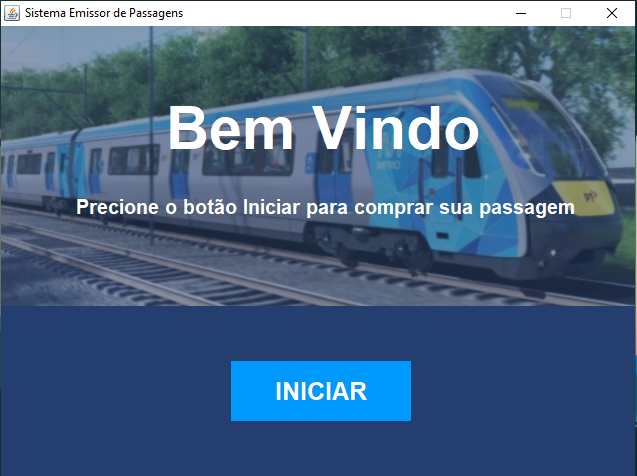 Sistema Emissor de Passagens
Bem Vindo
Precione o botão Iniciar para comprar sua passagem
INICIAR